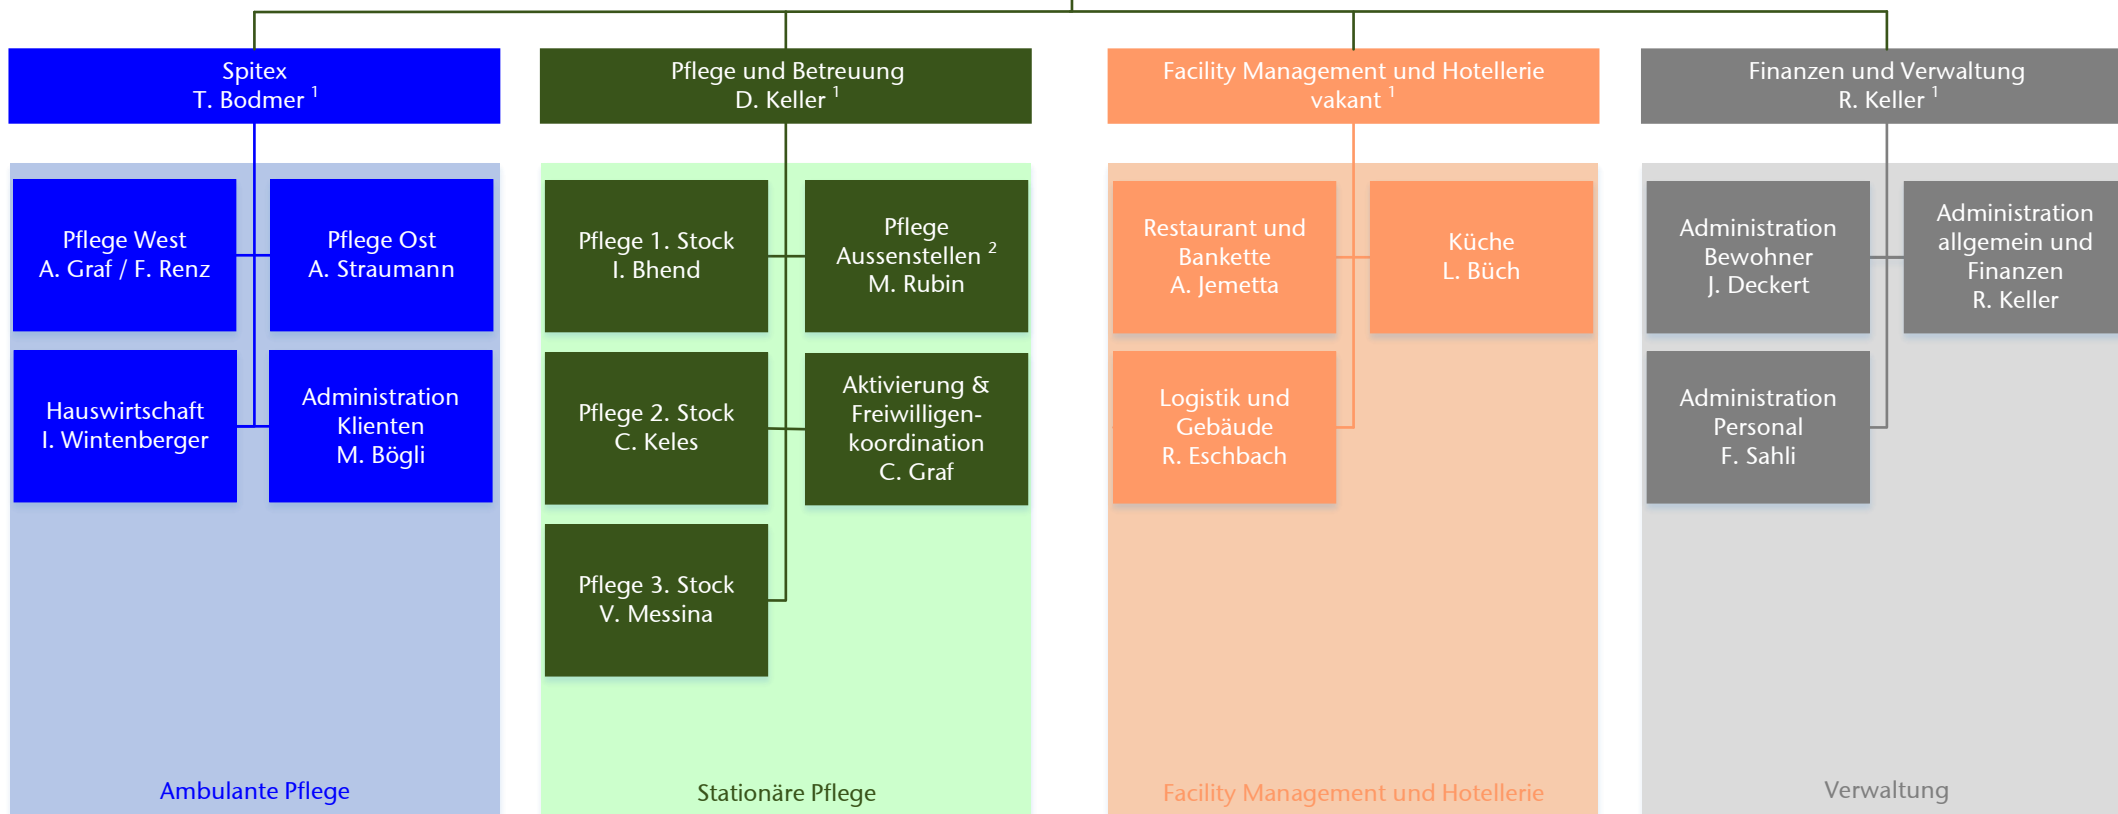 Spitex
T. Bodmer ¹
Pflege und Betreuung
D. Keller ¹
Facility Management und Hotellerie
vakant ¹
Finanzen und Verwaltung
R. Keller ¹
Pflege West
A. Graf / F. Renz
Pflege Ost
A. Straumann
Hauswirtschaft
I. Wintenberger
Administration
Klienten
M. Bögli
Ambulante Pflege
Pflege 1. Stock
I. Bhend
Pflege
Aussenstellen ²
M. Rubin
Pflege 2. Stock
C. Keles
Aktivierung &
Freiwilligen-
koordination
C. Graf
Pflege 3. Stock
V. Messina
Stationäre Pflege
Restaurant und
Bankette
A. Jemetta
Küche
L. Büch
Logistik und
Gebäude
R. Eschbach
Facility Management und Hotellerie
Administration
Bewohner
J. Deckert
Administration
allgemein und
Finanzen
R. Keller
Administration
Personal
F. Sahli
Verwaltung